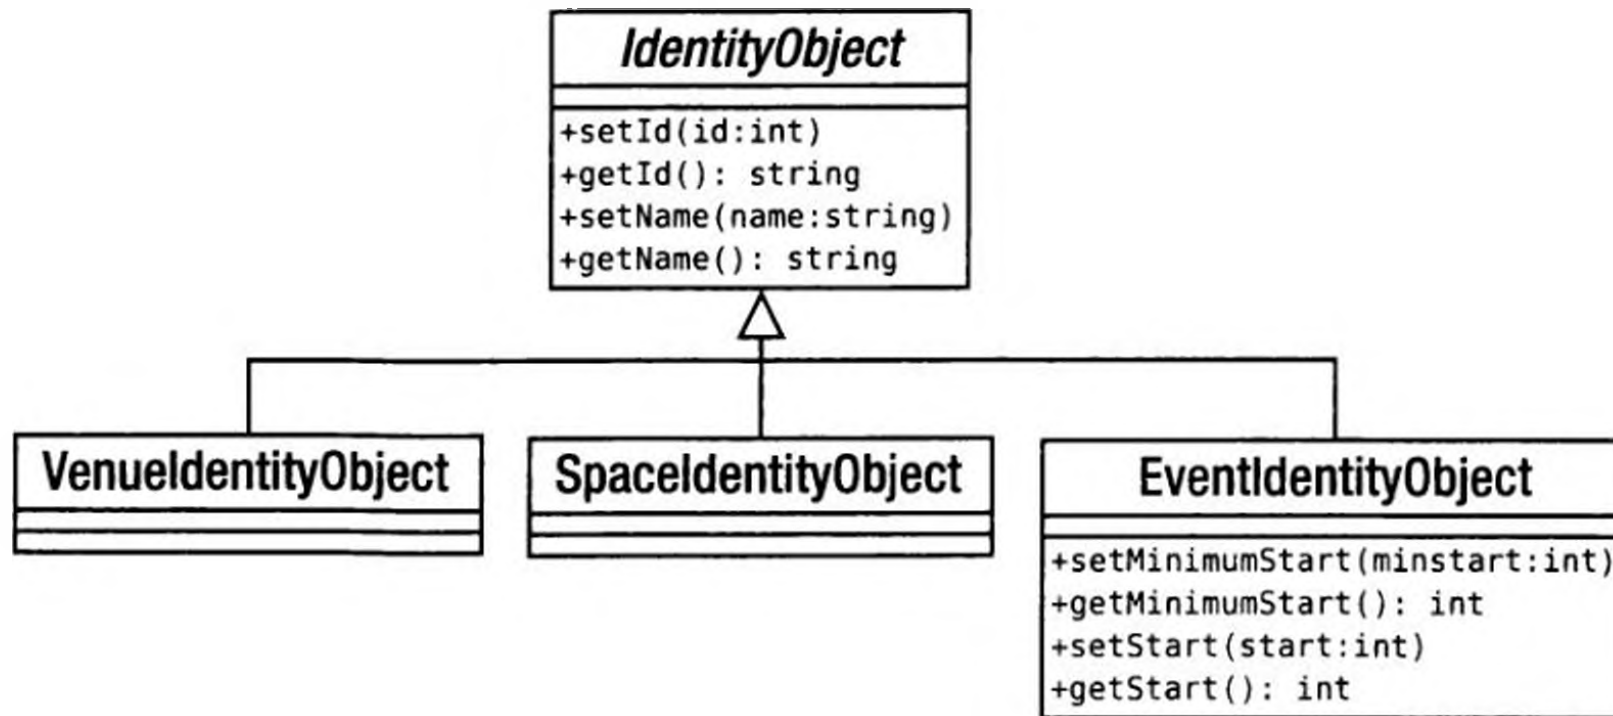 IdentityObject
+setId(id:int)
+getId(): string
+setName(name:string)
+getName(): string
VenueIdentityObject
SpaceIdentityObject
EventIdentityObject
+setMinimumStart(minstart:int)
+getMinimumStart(): int
+setStart(start:int)
+getStart(): int